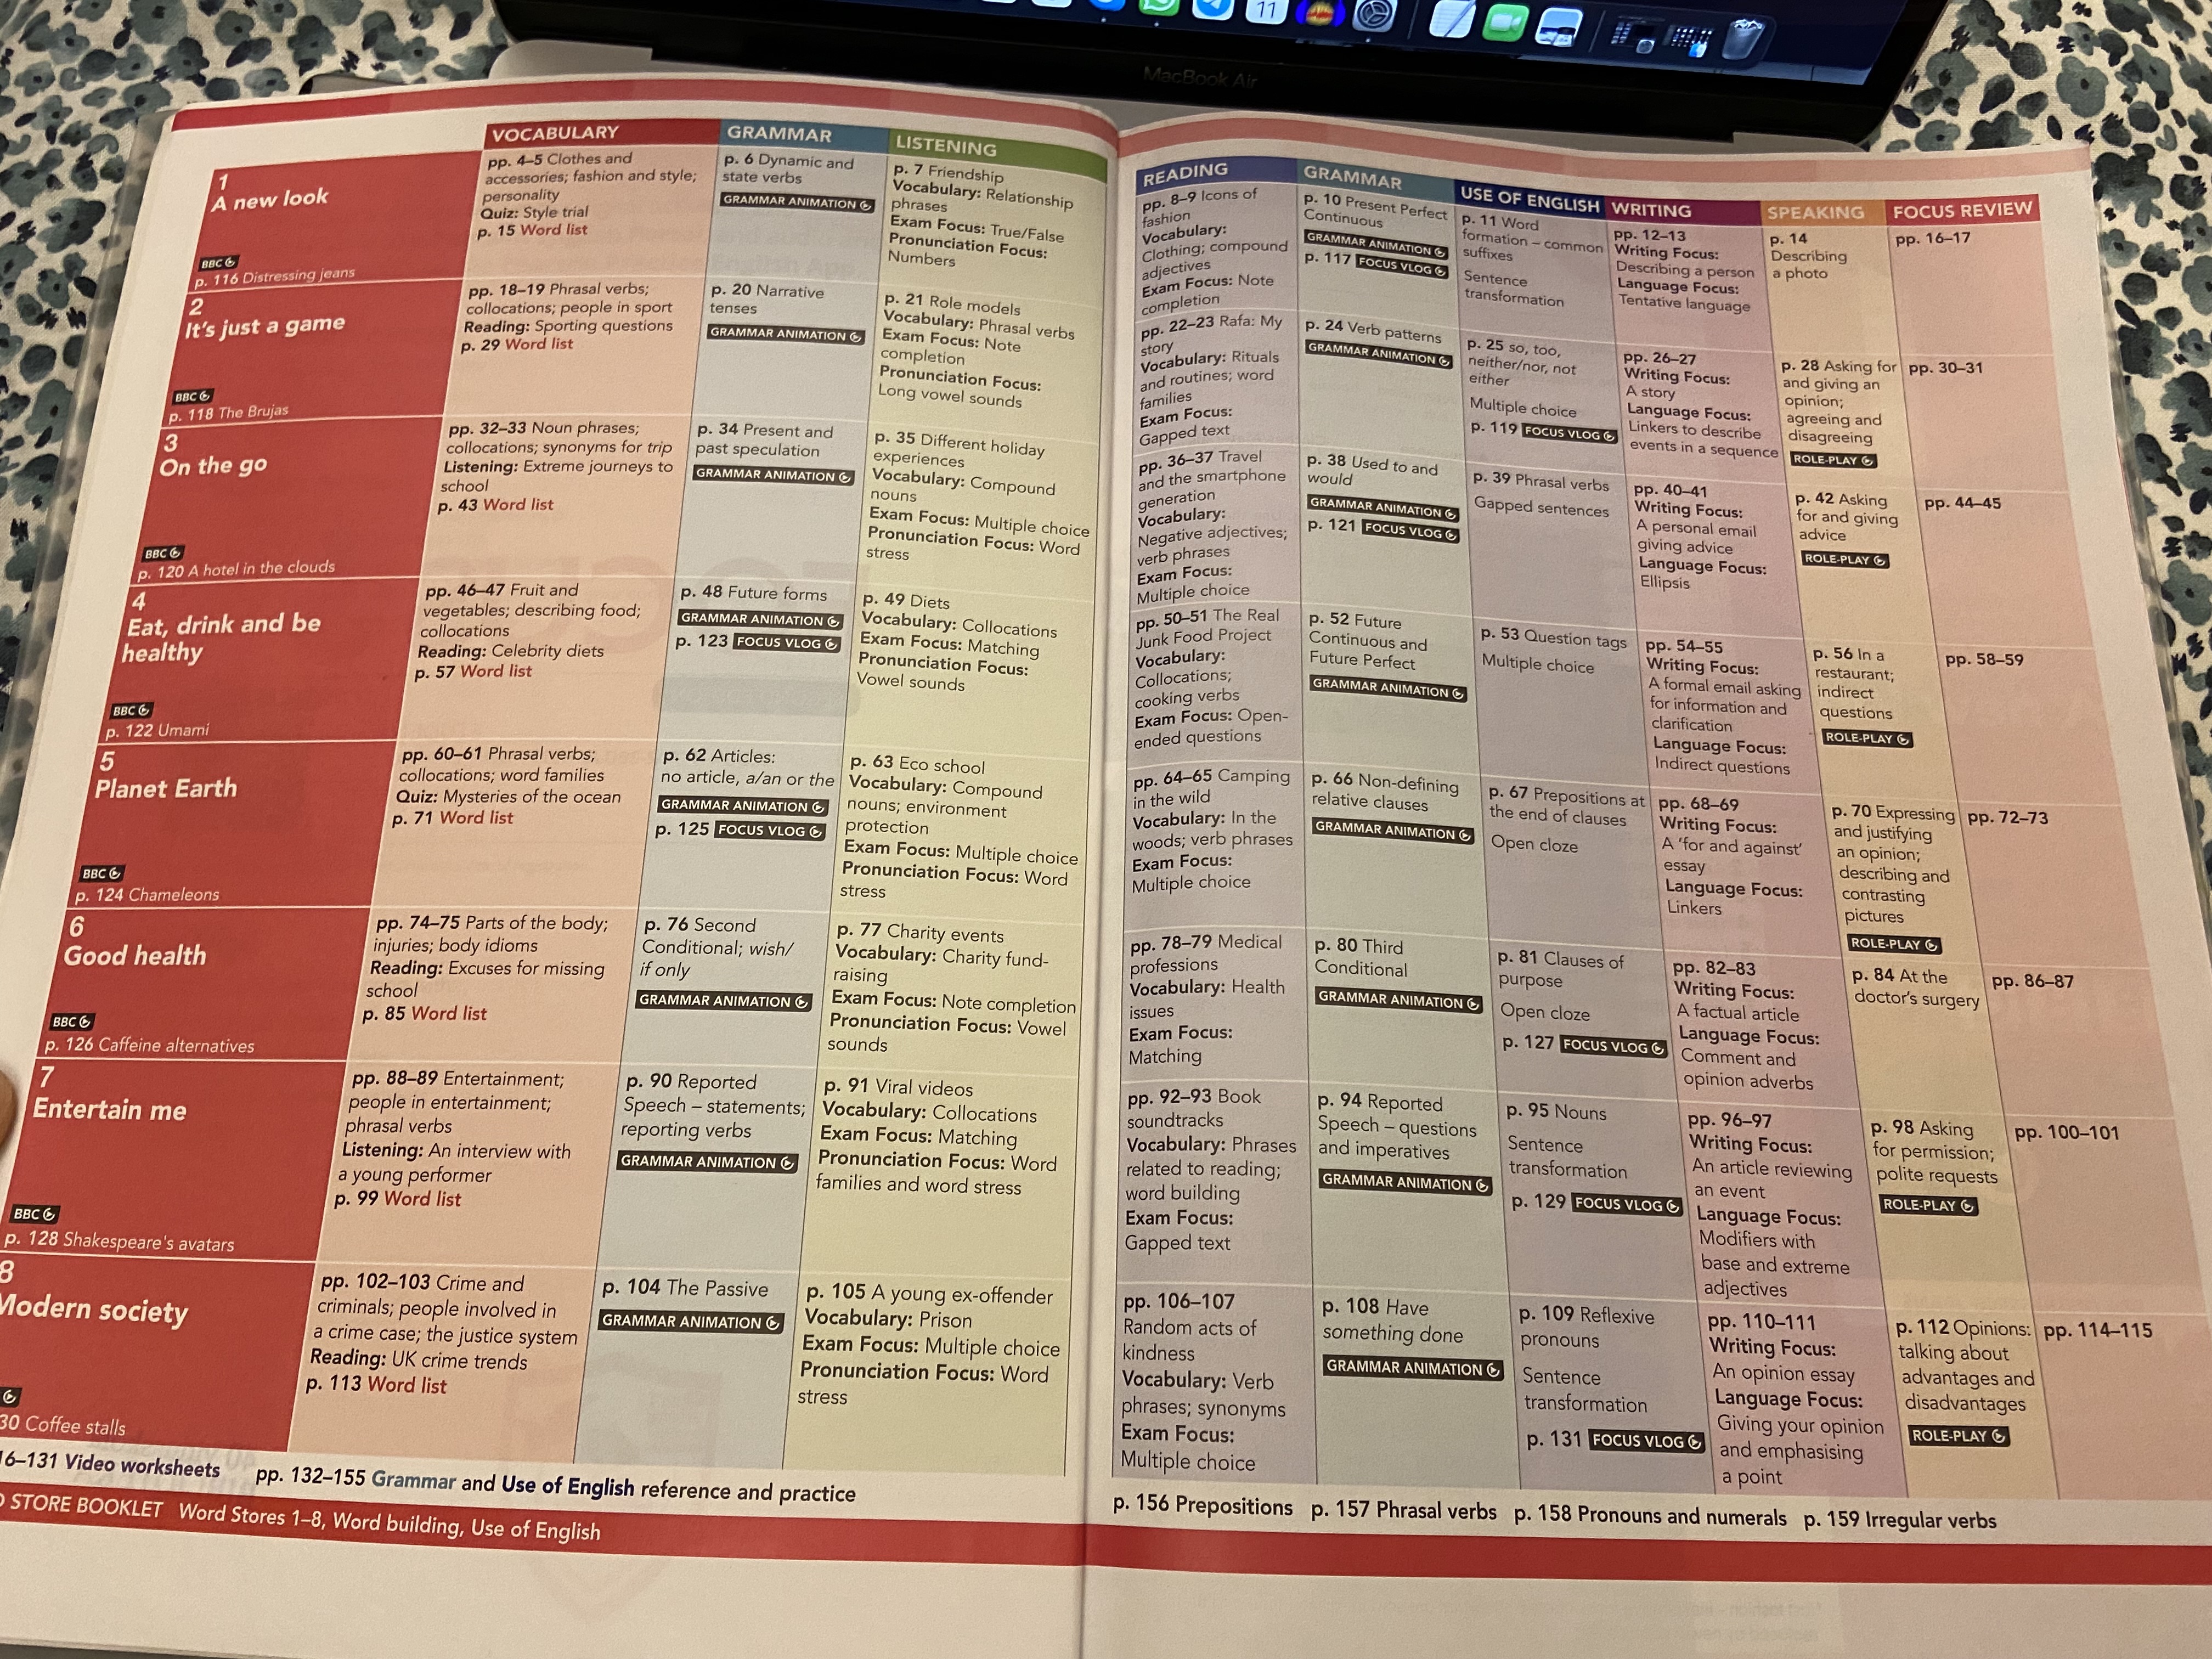 11
MacBook Air
VOCABULARY
GRAMMAR
LISTENING
1
A new look
BBC
p. 116 Distressing jeans
pp. 4–5 Clothes and
accessories; fashion and style;
personality
Quiz: Style trial
p. 15 Word list
p. 6 Dynamic and
state verbs
GRAMMAR ANIMATION
p. 7 Friendship
Vocabulary: Relationship
phrases
Exam Focus: True/False
Pronunciation Focus:
Numbers
2
It's just a game
BBC
p. 118 The Brujas
pp. 18–19 Phrasal verbs;
collocations; people in sport
Reading: Sporting questions
p. 29 Word list
p. 20 Narrative
tenses
GRAMMAR ANIMATION
p. 21 Role models
Vocabulary: Phrasal verbs
Exam Focus: Note
completion
Pronunciation Focus:
Long vowel sounds
3
On the go
BBC
p. 120 A hotel in the clouds
pp. 32–33 Noun phrases;
collocations; synonyms for trip
Listening: Extreme journeys to
school
p. 43 Word list
p. 34 Present and
past speculation
GRAMMAR ANIMATION
p. 35 Different holiday
experiences
Vocabulary: Compound
nouns
Exam Focus: Multiple choice
Pronunciation Focus: Word
stress
4
Eat, drink and be
healthy
BBC
p. 122 Umami
pp. 46–47 Fruit and
vegetables; describing food;
collocations
Reading: Celebrity diets
p. 57 Word list
p. 48 Future forms
GRAMMAR ANIMATION
p. 123 FOCUS VLOG
p. 49 Diets
Vocabulary: Collocations
Exam Focus: Matching
Pronunciation Focus:
Vowel sounds
5
Planet Earth
BBC
p. 124 Chameleons
pp. 60–61 Phrasal verbs;
collocations; word families
Quiz: Mysteries of the ocean
p. 71 Word list
p. 62 Articles:
no article, a/an or the
GRAMMAR ANIMATION
p. 125 FOCUS VLOG
p. 63 Eco school
Vocabulary: Compound
nouns; environment
protection
Exam Focus: Multiple choice
Pronunciation Focus: Word
stress
6
Good health
BBC
p. 126 Caffeine alternatives
pp. 74–75 Parts of the body;
injuries; body idioms
Reading: Excuses for missing
school
p. 85 Word list
p. 76 Second
Conditional; wish/
if only
GRAMMAR ANIMATION
p. 77 Charity events
Vocabulary: Charity fund-
raising
Exam Focus: Note completion
Pronunciation Focus: Vowel
sounds
7
Entertain me
BBC
p. 128 Shakespeare's avatars
pp. 88–89 Entertainment;
people in entertainment;
phrasal verbs
Listening: An interview with
a young performer
p. 99 Word list
p. 90 Reported
Speech – statements;
reporting verbs
GRAMMAR ANIMATION
p. 91 Viral videos
Vocabulary: Collocations
Exam Focus: Matching
Pronunciation Focus: Word
families and word stress
8
Modern society
30 Coffee stalls
pp. 102–103 Crime and
criminals; people involved in
a crime case; the justice system
Reading: UK crime trends
p. 113 Word list
p. 104 The Passive
GRAMMAR ANIMATION
p. 105 A young ex-offender
Vocabulary: Prison
Exam Focus: Multiple choice
Pronunciation Focus: Word
stress
16–131 Video worksheets pp. 132–155 Grammar and Use of English reference and practice
STORE BOOKLET Word Stores 1–8, Word building, Use of English
READING
GRAMMAR
USE OF ENGLISH
WRITING
SPEAKING
FOCUS REVIEW
pp. 8–9 Icons of
fashion
Vocabulary:
Clothing; compound
adjectives
Exam Focus: Note
completion
p. 10 Present Perfect
Continuous
GRAMMAR ANIMATION
p. 117 FOCUS VLOG
p. 11 Word
formation – common
suffixes
Sentence
transformation
pp. 12–13
Writing Focus:
Describing a person
Language Focus:
Tentative language
p. 14
Describing
a photo
pp. 16–17
pp. 22–23 Rafa: My
story
Vocabulary: Rituals
and routines; word
families
Exam Focus:
Gapped text
p. 24 Verb patterns
GRAMMAR ANIMATION
p. 25 so, too,
neither/nor, not
either
Multiple choice
p. 119 FOCUS VLOG
pp. 26–27
Writing Focus:
A story
Language Focus:
Linkers to describe
events in a sequence
p. 28 Asking for
and giving an
opinion;
agreeing and
disagreeing
ROLE-PLAY
pp. 30–31
pp. 36–37 Travel
and the smartphone
generation
Vocabulary:
Negative adjectives;
verb phrases
Exam Focus:
Multiple choice
p. 38 Used to and
would
GRAMMAR ANIMATION
p. 121 FOCUS VLOG
p. 39 Phrasal verbs
Gapped sentences
pp. 40–41
Writing Focus:
A personal email
giving advice
Language Focus:
Ellipsis
p. 42 Asking
for and giving
advice
ROLE-PLAY
pp. 44–45
pp. 50–51 The Real
Junk Food Project
Vocabulary:
Collocations;
cooking verbs
Exam Focus: Open-
ended questions
p. 52 Future
Continuous and
Future Perfect
GRAMMAR ANIMATION
p. 53 Question tags
Multiple choice
pp. 54–55
Writing Focus:
A formal email asking
for information and
clarification
Language Focus:
Indirect questions
p. 56 In a
restaurant;
indirect
questions
ROLE-PLAY
pp. 58–59
pp. 64–65 Camping
in the wild
Vocabulary: In the
woods; verb phrases
Exam Focus:
Multiple choice
p. 66 Non-defining
relative clauses
GRAMMAR ANIMATION
p. 67 Prepositions at
the end of clauses
Open cloze
pp. 68–69
Writing Focus:
A 'for and against'
essay
Language Focus:
Linkers
p. 70 Expressing
and justifying
an opinion;
describing and
contrasting
pictures
ROLE-PLAY
pp. 72–73
pp. 78–79 Medical
professions
Vocabulary: Health
issues
Exam Focus:
Matching
p. 80 Third
Conditional
GRAMMAR ANIMATION
p. 81 Clauses of
purpose
Open cloze
p. 127 FOCUS VLOG
pp. 82–83
Writing Focus:
A factual article
Language Focus:
Comment and
opinion adverbs
p. 84 At the
doctor's surgery
pp. 86–87
pp. 92–93 Book
soundtracks
Vocabulary: Phrases
related to reading;
word building
Exam Focus:
Gapped text
p. 94 Reported
Speech – questions
and imperatives
GRAMMAR ANIMATION
p. 95 Nouns
Sentence
transformation
p. 129 FOCUS VLOG
pp. 96–97
Writing Focus:
An article reviewing
an event
Language Focus:
Modifiers with
base and extreme
adjectives
p. 98 Asking
for permission;
polite requests
ROLE-PLAY
pp. 100–101
pp. 106–107
Random acts of
kindness
Vocabulary: Verb
phrases; synonyms
Exam Focus:
Multiple choice
p. 108 Have
something done
GRAMMAR ANIMATION
p. 109 Reflexive
pronouns
Sentence
transformation
p. 131 FOCUS VLOG
pp. 110–111
Writing Focus:
An opinion essay
Language Focus:
Giving your opinion
and emphasising
a point
p. 112 Opinions:
talking about
advantages and
disadvantages
ROLE-PLAY
pp. 114–115
p. 156 Prepositions p. 157 Phrasal verbs p. 158 Pronouns and numerals p. 159 Irregular verbs